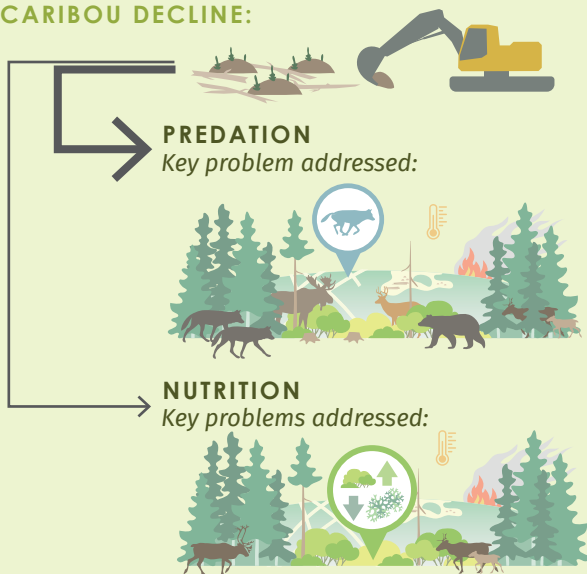 CARIBOU DECLINE:
PREDATION
Key problem addressed:
NUTRITION
Key problems addressed: